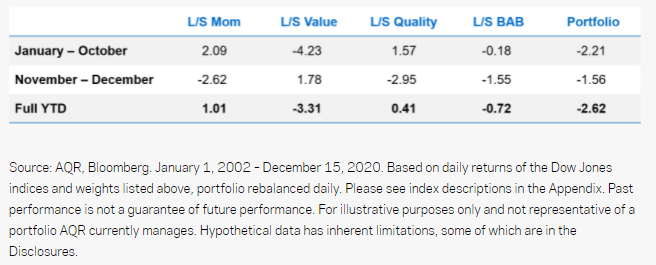 L/S Mom L/S Value L/S Quality L/S BAB Portfolio
January – October 2.09 -4.23 1.57 -0.18 -2.21
November – December -2.62 1.78 -2.95 -1.55 -1.56
Full YTD 1.01 -3.31 0.41 -0.72 -2.62
Source: AQR, Bloomberg. January 1, 2002 – December 15, 2020. Based on daily returns of the Dow Jones
indices and weights listed above, portfolio rebalanced daily. Please see index descriptions in the Appendix. Past
performance is not a guarantee of future performance. For illustrative purposes only and not representative of a
portfolio AQR currently manages. Hypothetical data has inherent limitations, some of which are in the
Disclosures.